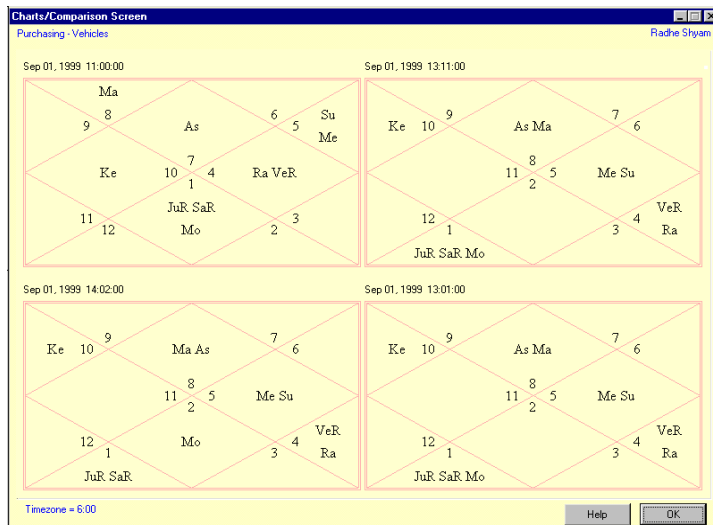 Charts/Comparison Screen
Purchasing - Vehicles Radhe Shyam
Sep 01, 1999 11:00:00
Ma
8
9
As
6
5
Su
Me
Ke
10 7 4
1
Ra VeR
11
12
JuR SaR
Mo
3
2
Sep 01, 1999 13:11:00
Ke 10 9
As Ma
7
6
8
11 5
2
Me Su
12
1
JuR SaR Mo
4
3
VeR
Ra
Sep 01, 1999 14:02:00
Ke 10 9
Ma As
7
6
8
11 5
2
Me Su
12
1
JuR SaR
Mo
4
3
VeR
Ra
Sep 01, 1999 13:01:00
Ke 10 9
As Ma
7
6
8
11 5
2
Me Su
12
1
JuR SaR Mo
4
3
VeR
Ra
Timezone = 6:00
Help OK